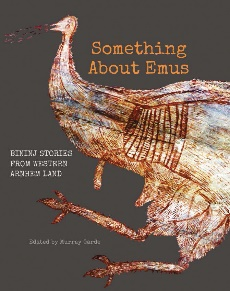 Something
About Emus
BININJ STORIES
FROM WESTERN
ARNHEM LAND
Edited by Murray Garde